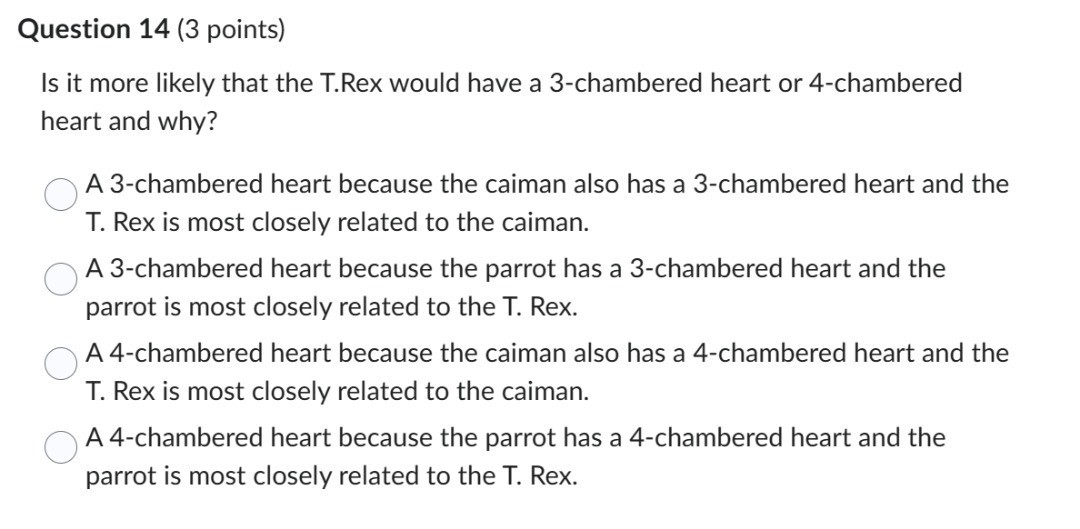 Question 14 (3 points)
Is it more likely that the T.Rex would have a 3-chambered heart or 4-chambered
heart and why?
A 3-chambered heart because the caiman also has a 3-chambered heart and the
T. Rex is most closely related to the caiman.
A 3-chambered heart because the parrot has a 3-chambered heart and the
parrot is most closely related to the T. Rex.
A 4-chambered heart because the caiman also has a 4-chambered heart and the
T. Rex is most closely related to the caiman.
A 4-chambered heart because the parrot has a 4-chambered heart and the
parrot is most closely related to the T. Rex.